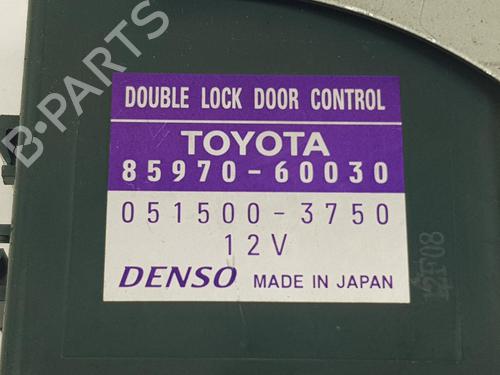 DOUBLE LOCK DOOR CONTROL
TOYOTA
85970-60030
051500-3750
12V
DENSO MADE IN JAPAN
B-PARTS